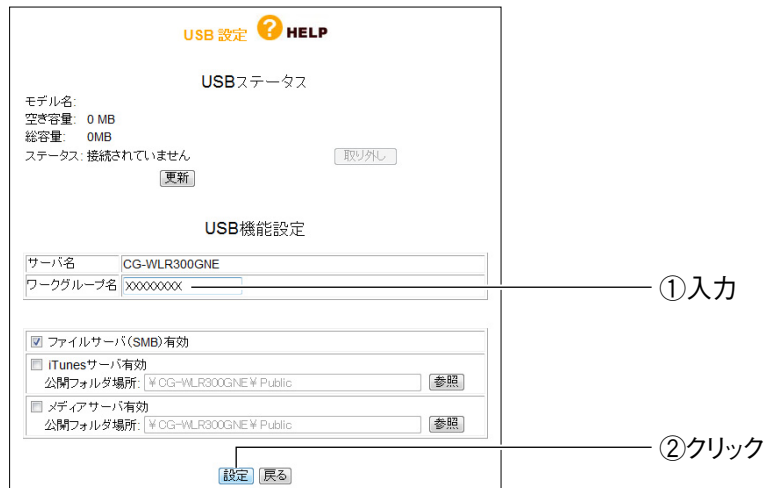 USB 設定 ? HELP
USBステータス
モデル名:
空き容量: 0 MB
総容量: 0MB
ステータス: 接続されていません 取り外し
更新
USB機能設定
サーバ名 CG-WLR300GNE
ワークグループ名 XXXXXXXX ①入力
ファイルサーバ(SMB)有効
iTunesサーバ有効
公開フォルダ場所: ¥CG-WLR300GNE¥Public 参照
メディアサーバ有効
公開フォルダ場所: ¥CG-WLR300GNE¥Public 参照
②クリック
設定 戻る